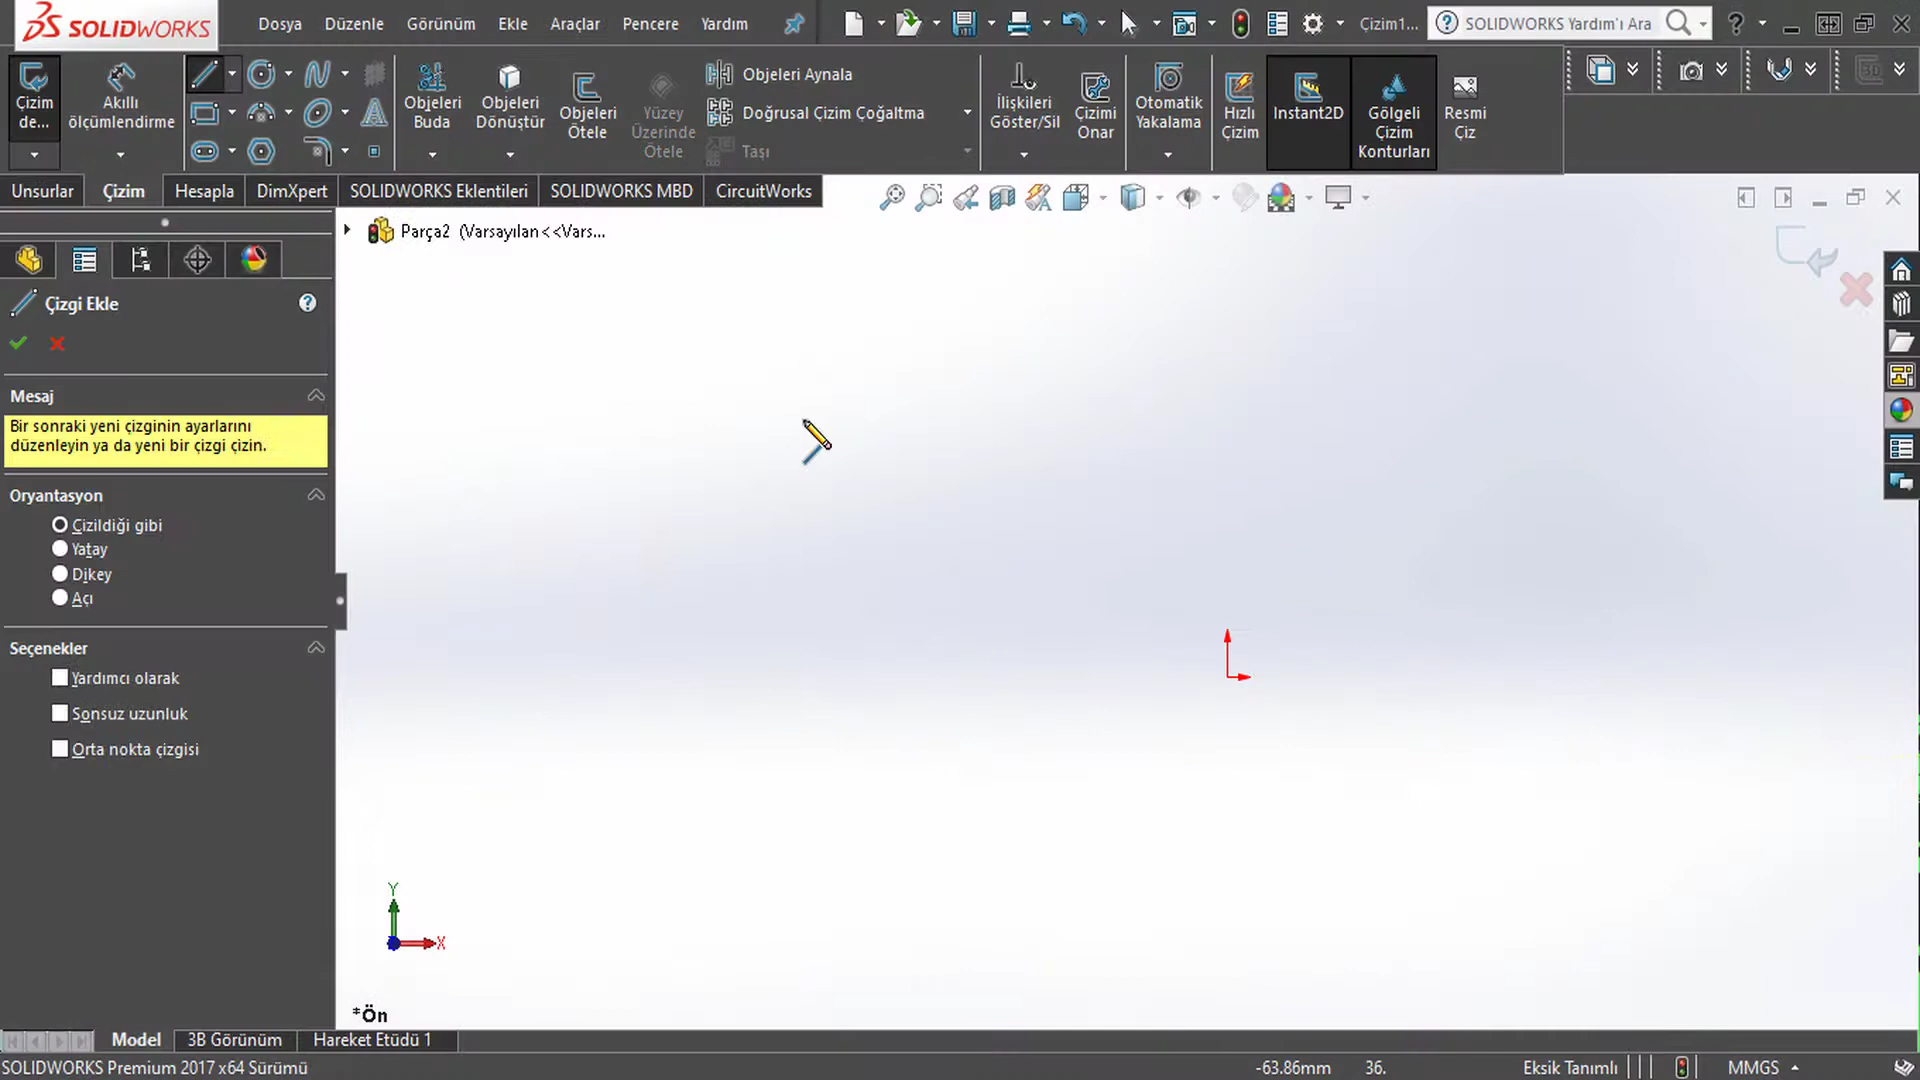 SOLIDWORKS
Dosya Düzenle Görünüm Ekle Araçlar Pencere Yardım
Çizim1...
SOLIDWORKS Yardım'ı Ara
Çizim
de...
Akıllı
ölçümlendirme
Objeleri
Buda
Objeleri
Dönüştür
Objeleri
Ötele
Yüzey
Üzerinde
Ötele
Objeleri Aynala
Doğrusal Çizim Çoğaltma
Taşı
İlişkileri
Göster/Sil
Çizimi
Onar
Otomatik
Yakalama
Hızlı
Çizim
Instant2D
Gölgeli
Çizim
Konturları
Resmi
Çiz
Unsurlar Çizim Hesapla DimXpert SOLIDWORKS Eklentileri SOLIDWORKS MBD CircuitWorks
Parça2 (Varsayılan<<Vars...
Çizgi Ekle
Mesaj
Bir sonraki yeni çizginin ayarlarını
düzenleyin ya da yeni bir çizgi çizin.
Oryantasyon
Çizildiği gibi
Yatay
Dikey
Açı
Seçenekler
Yardımcı olarak
Sonsuz uzunluk
Orta nokta çizgisi
Y
X
*Ön
Model 3B Görünüm Hareket Etüdü 1
SOLIDWORKS Premium 2017 x64 Sürümü
-63.86mm 36. Eksik Tanımlı MMGS